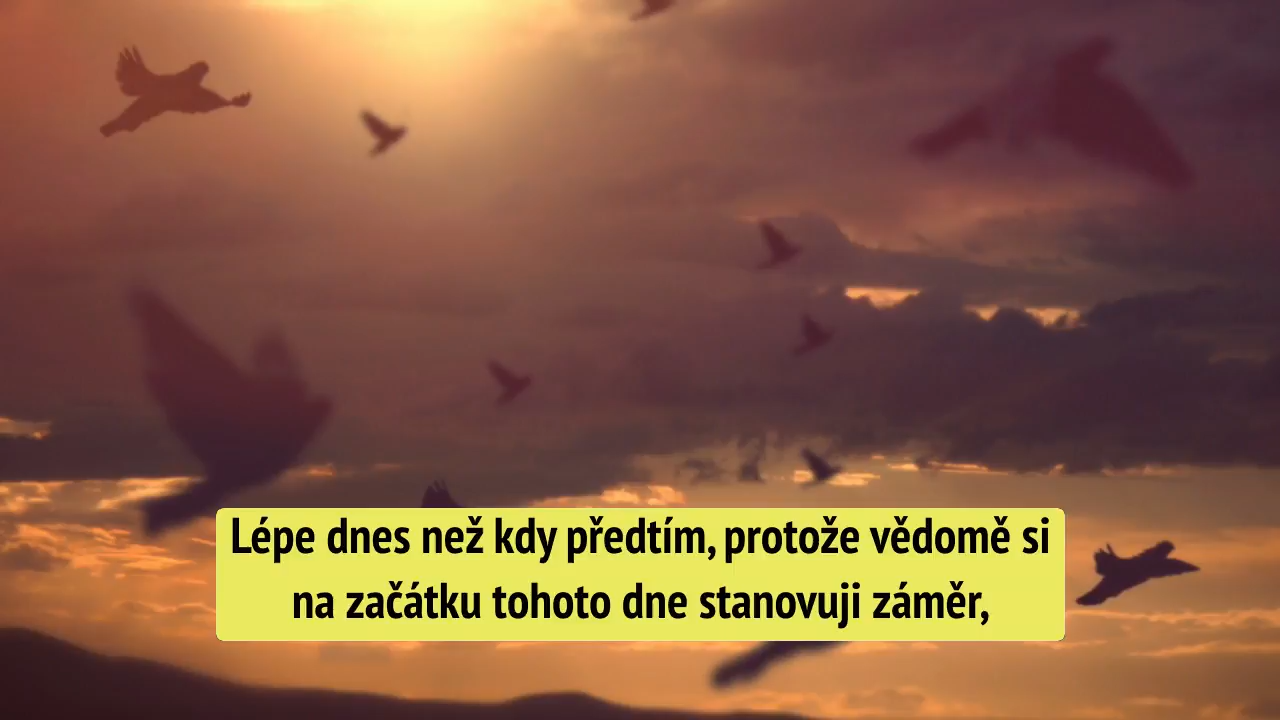 Lépe dnes než kdy předtím, protože vědomě si
na začátku tohoto dne stanovuji záměr,